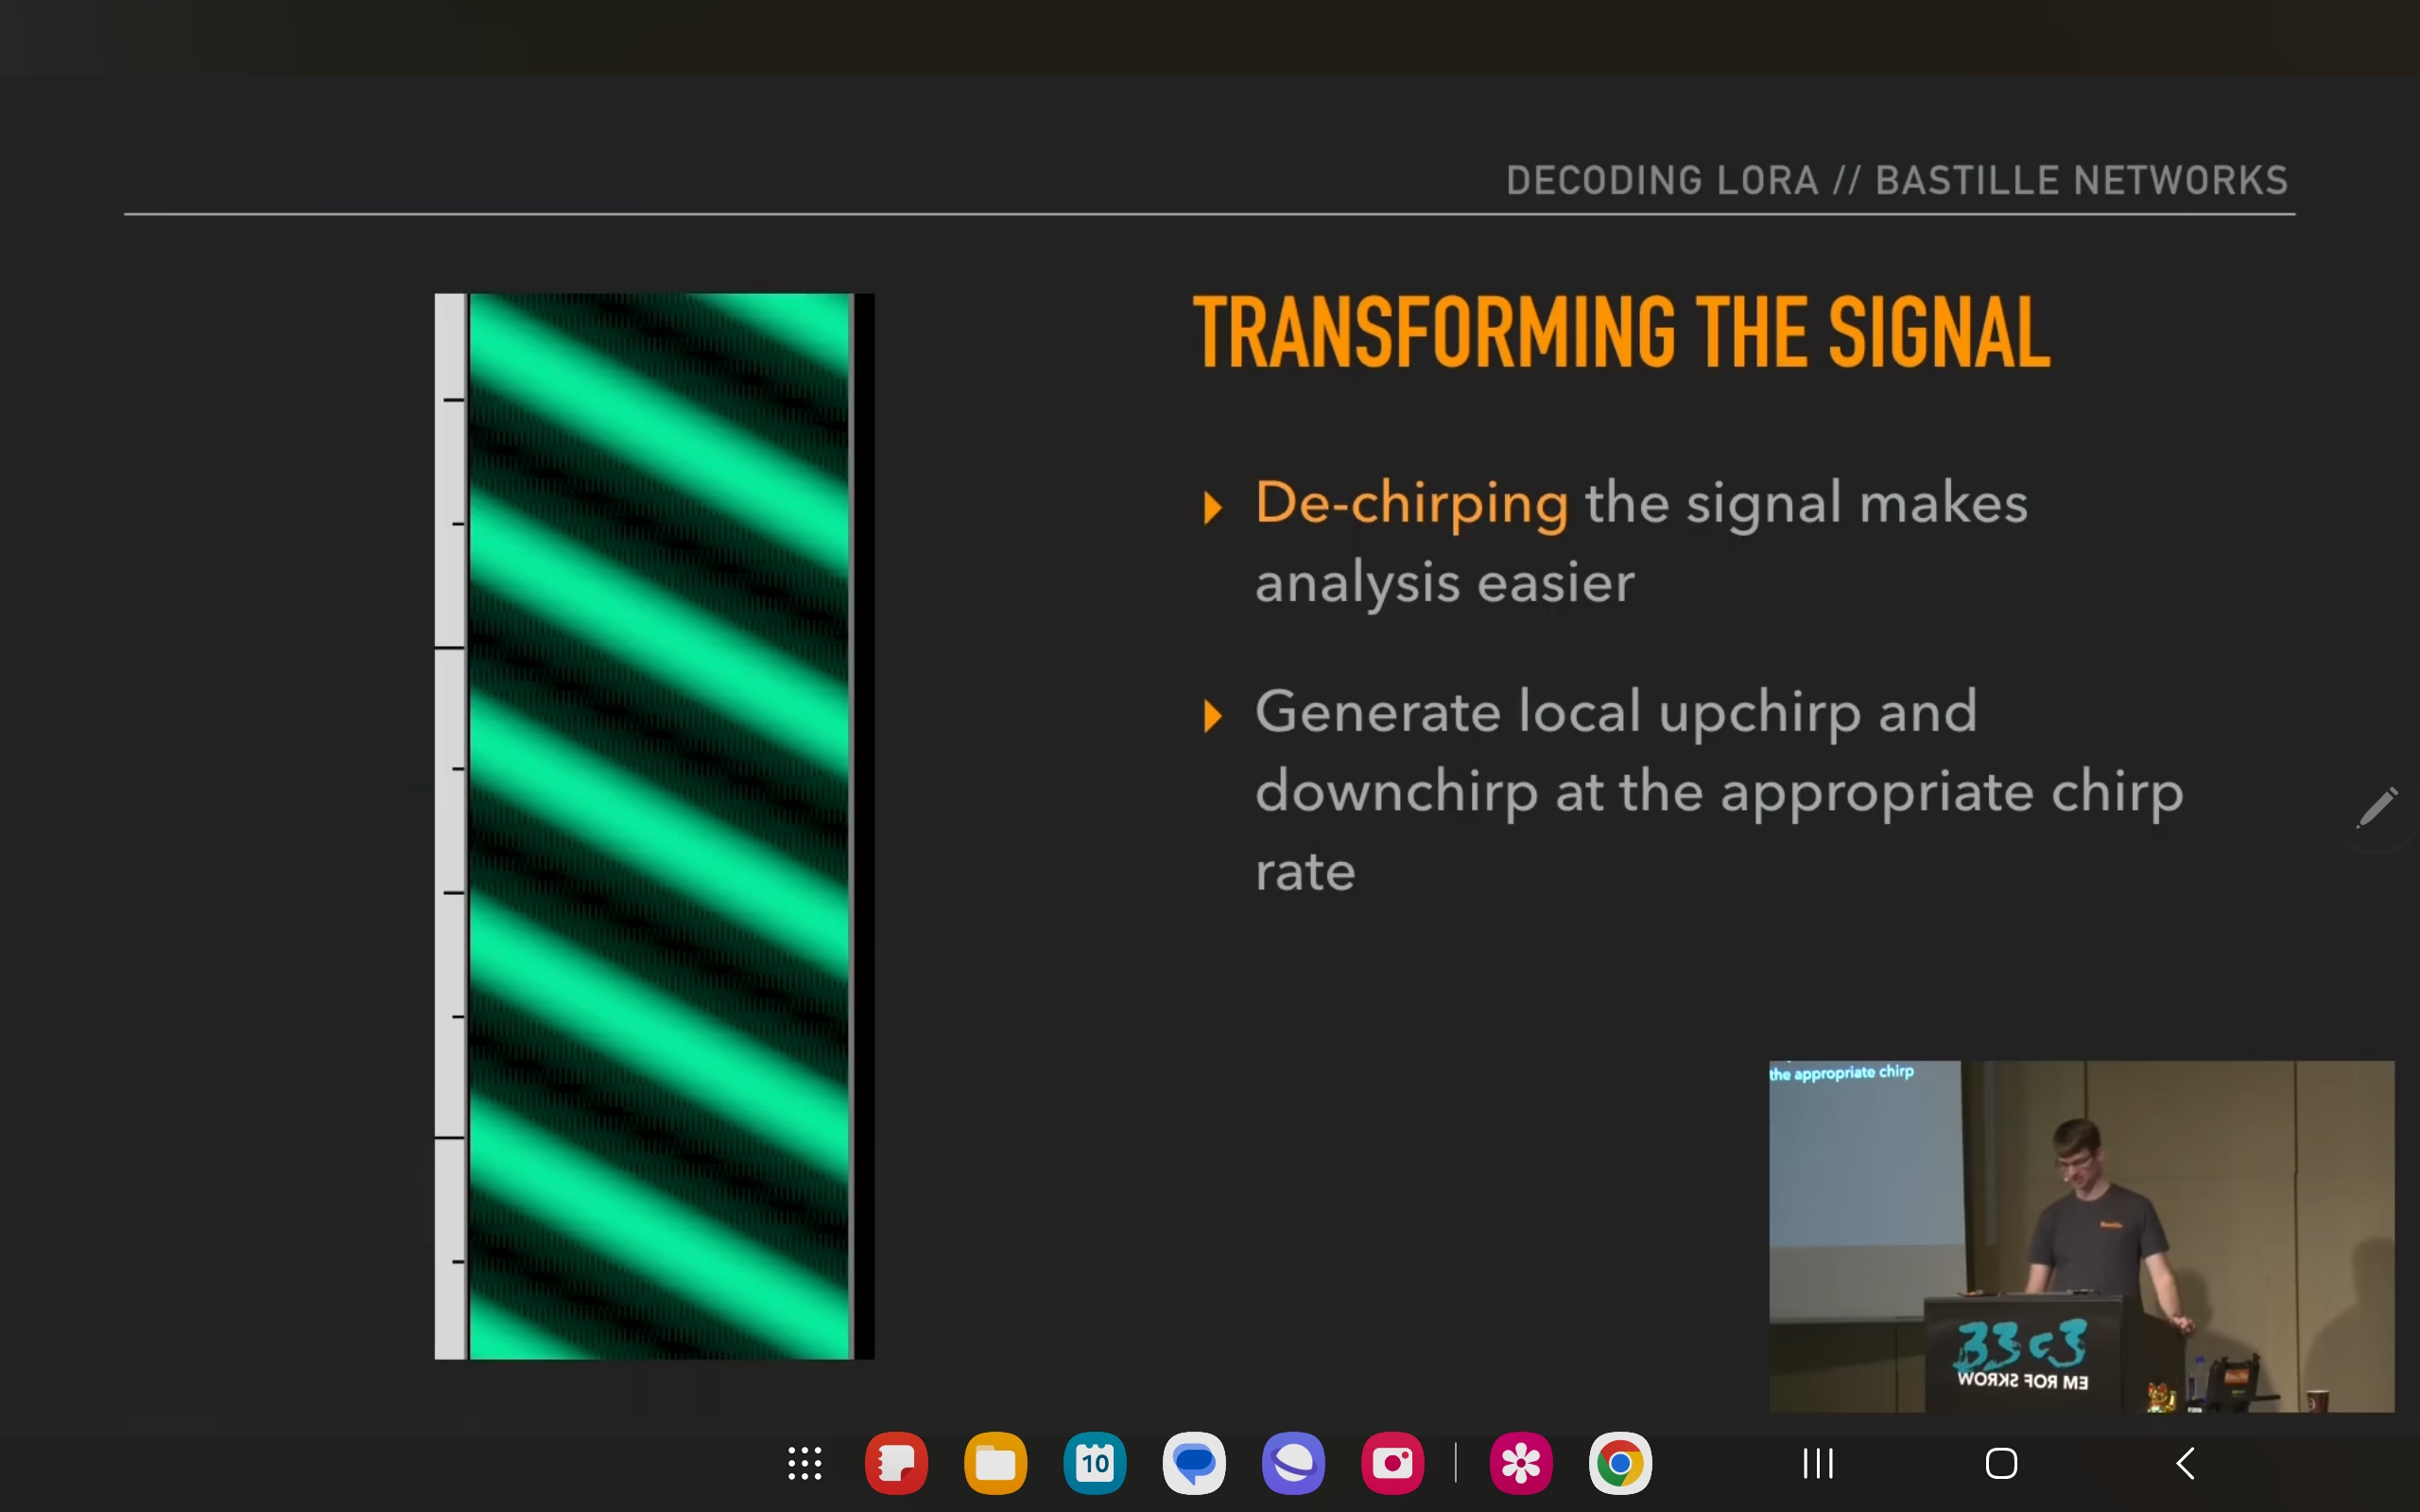 DECODING LORA // BASTILLE NETWORKS
TRANSFORMING THE SIGNAL
De-chirping the signal makes
analysis easier
Generate local upchirp and
downchirp at the appropriate chirp
rate
the appropriate chirp
33c3
WORKS FOR ME
10